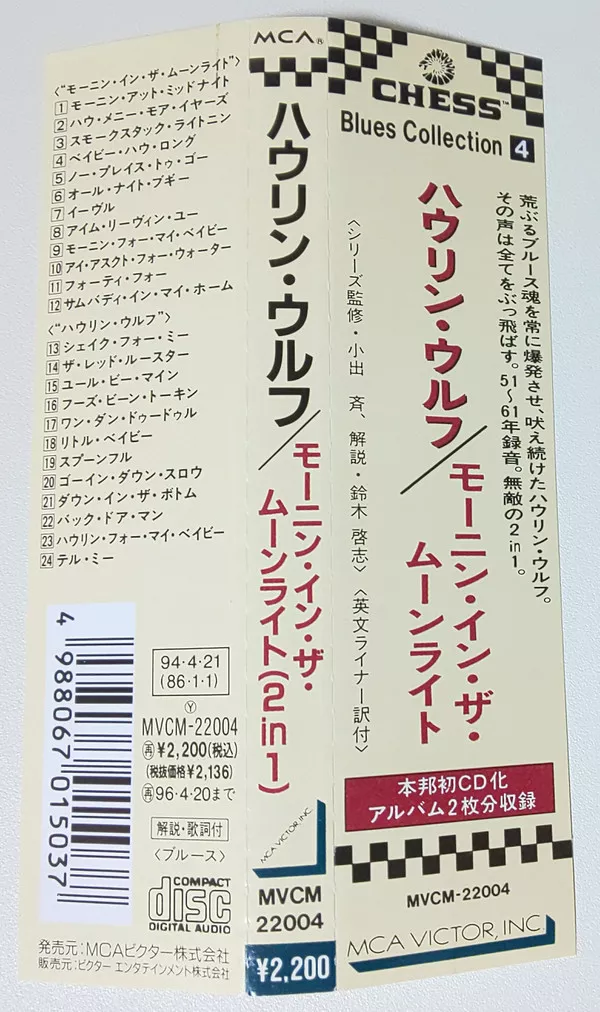 〈"モーニン・イン・ザ・ムーンライト"〉
1 モーニン・アット・ミッドナイト
2 ハウ・メニー・モア・イヤーズ
3 スモークスタック・ライトニン
4 ベイビー・ハウ・ロング
5 ノー・プレイス・トゥ・ゴー
6 オール・ナイト・ブギー
7 イーヴル
8 アイム・リーヴィン・ユー
9 モーニン・フォー・マイ・ベイビー
10 アイ・アスクト・フォー・ウォーター
11 フォーティ・フォー
12 サムバディ・イン・マイ・ホーム
〈"ハウリン・ウルフ"〉
13 シェイク・フォー・ミー
14 ザ・レッド・ルースター
15 ユール・ビー・マイン
16 フーズ・ビーン・トーキン
17 ワン・ダン・ドゥードゥル
18 リトル・ベイビー
19 スプーンフル
20 ゴーイン・ダウン・スロウ
21 ダウン・イン・ザ・ボトム
22 バック・ドア・マン
23 ハウリン・フォー・マイ・ベイビー
24 テル・ミー
4 988067 015037
94・4・21
(86・1・1)
Ⓨ
MVCM-22004
㊢¥2,200(税込)
(税抜価格¥2,136)
㊢96・4・20まで
解説・歌詞付
〈ブルース〉
COMPACT
disc
DIGITAL AUDIO
発売元:MCAビクター株式会社
販売元:ビクター エンタテインメント株式会社
MCA®
ハウリン・ウルフ/モーニン・イン・ザ・
ムーンライト(2 in 1)
MCA VICTOR, INC.
MVCM
22004
¥2,200
CHESS™
Blues Collection 4
荒ぶるブルース魂を常に爆発させ、吠え続けたハウリン・ウルフ。
その声は全てをぶっ飛ばす。51〜61年録音。無敵の2 in 1。
ハウリン・ウルフ/モーニン・イン・ザ・
ムーンライト
〈シリーズ監修・小出 斉、解説・鈴木 啓志〉〈英文ライナー訳付〉
本邦初CD化
アルバム2枚分収録
MVCM-22004
MCA VICTOR, INC.